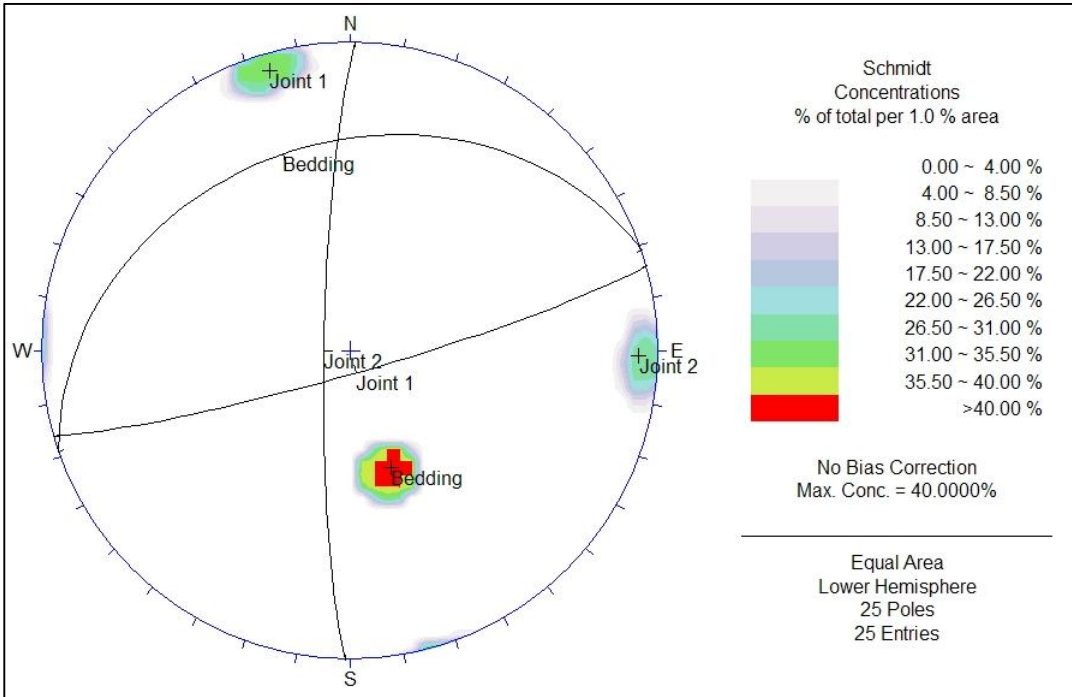 N
Joint 1
Bedding
W
E
Joint 2
Joint 2
Joint 1
Bedding
S
Schmidt
Concentrations
% of total per 1.0 % area
0.00 ~ 4.00 %
4.00 ~ 8.50 %
8.50 ~ 13.00 %
13.00 ~ 17.50 %
17.50 ~ 22.00 %
22.00 ~ 26.50 %
26.50 ~ 31.00 %
31.00 ~ 35.50 %
35.50 ~ 40.00 %
>40.00 %
No Bias Correction
Max. Conc. = 40.0000%
Equal Area
Lower Hemisphere
25 Poles
25 Entries